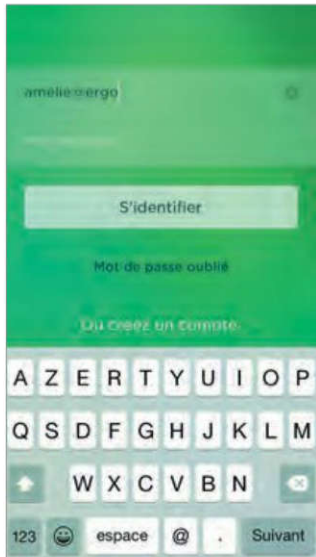 amelie@ergo
S'identifier
Mot de passe oublié
Ou créez un compte.
A Z E R T Y U I O P
Q S D F G H J K L M
W X C V B N
123 espace @ . Suivant